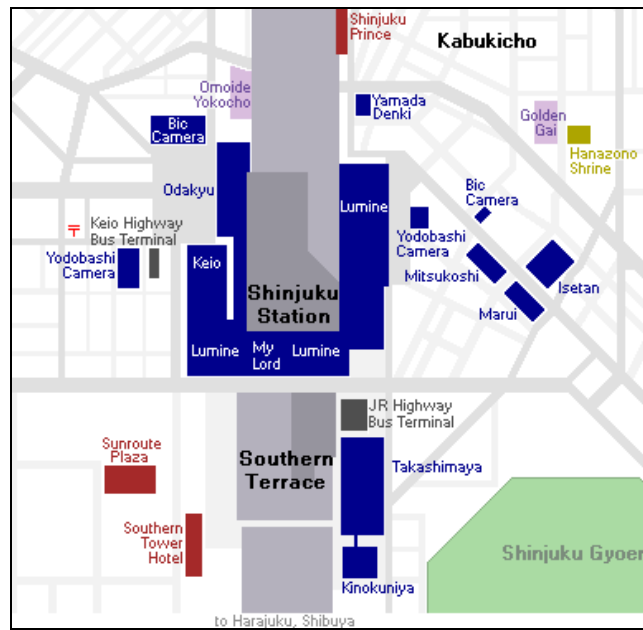 Shinjuku
Prince
Kabukicho
Omoide
Yokocho
Yamada
Denki
Bic
Camera
Golden
Gai
Hanazono
Shrine
Odakyu
Lumine
Bic
Camera
〒
Keio Highway
Bus Terminal
Yodobashi
Camera
Yodobashi
Camera
Keio
Mitsukoshi
Isetan
Shinjuku
Station
Marui
Lumine
My
Lord
Lumine
JR Highway
Bus Terminal
Sunroute
Plaza
Southern
Terrace
Takashimaya
Southern
Tower
Hotel
Shinjuku Gyoen
Kinokuniya
to Harajuku, Shibuya